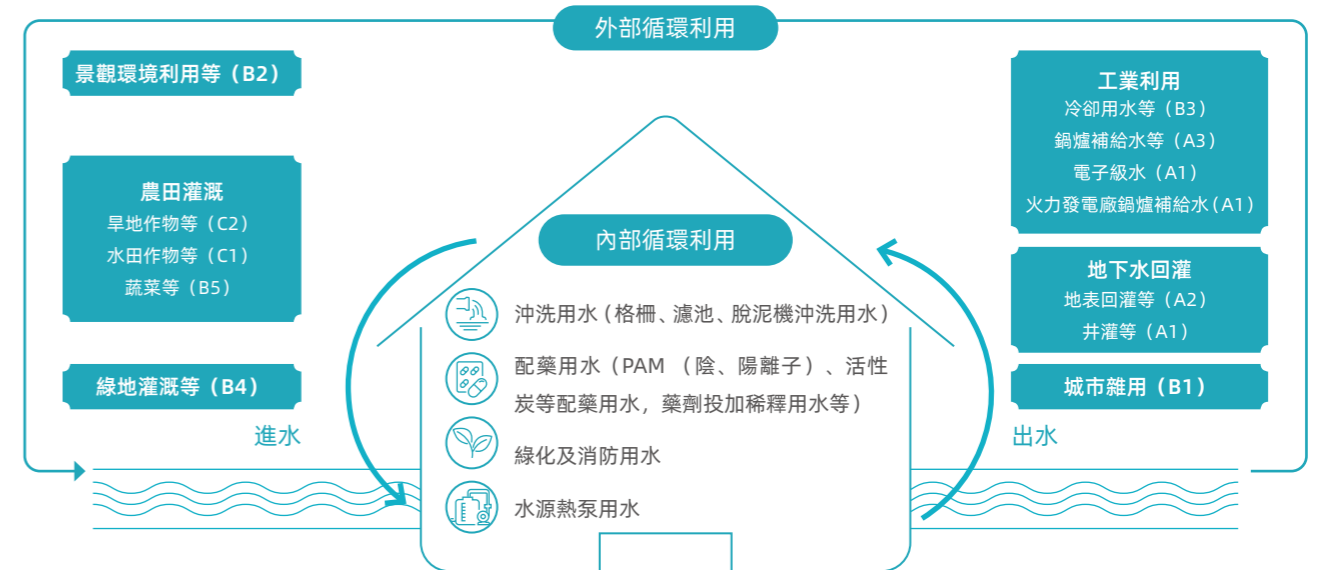 外部循環利用
景觀環境利用等（B2）
農田灌溉
旱地作物等（C2）
水田作物等（C1）
蔬菜等（B5）
綠地灌溉等（B4）
進水
內部循環利用
沖洗用水（格柵、濾池、脫泥機沖洗用水）
配藥用水（PAM （陰、陽離子）、活性
炭等配藥用水，藥劑投加稀釋用水等）
綠化及消防用水
水源熱泵用水
工業利用
冷卻用水等（B3）
鍋爐補給水等（A3）
電子級水（A1）
火力發電廠鍋爐補給水（A1）
地下水回灌
地表回灌等（A2）
井灌等（A1）
城市雜用（B1）
出水